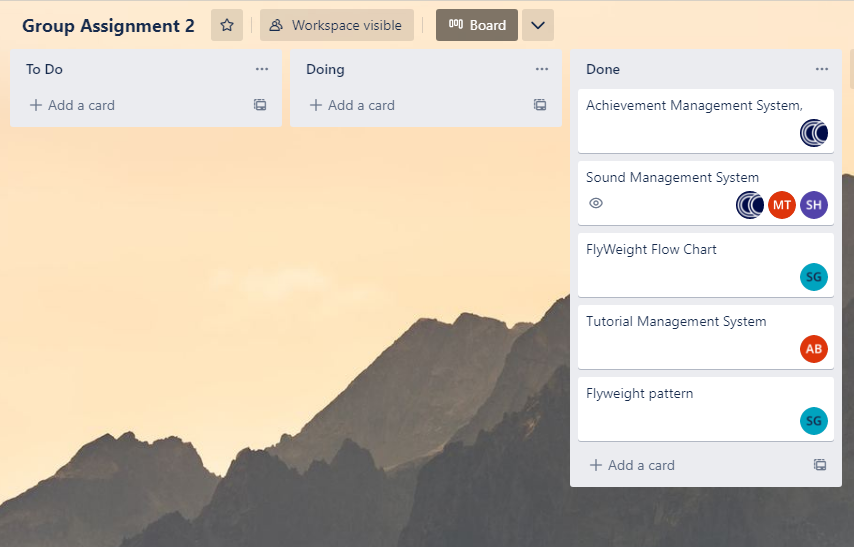 Group Assignment 2
Workspace visible
Board
To Do
Add a card
Doing
Add a card
Done
Achievement Management System,
Sound Management System
MT
SH
FlyWeight Flow Chart
SG
Tutorial Management System
AB
Flyweight pattern
SG
Add a card